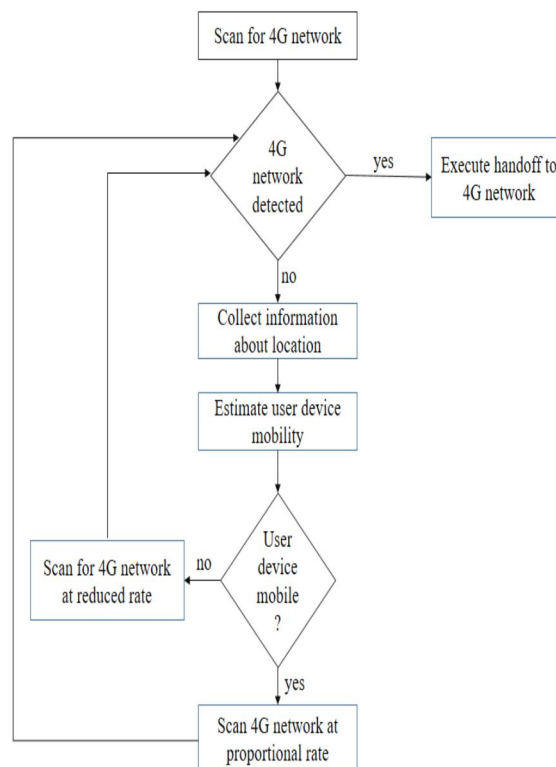 Scan for 4G network
4G
network
detected
yes
Execute handoff to
4G network
no
Collect information
about location
Estimate user device
mobility
User
device
mobile
?
no
Scan for 4G network
at reduced rate
yes
Scan 4G network at
proportional rate